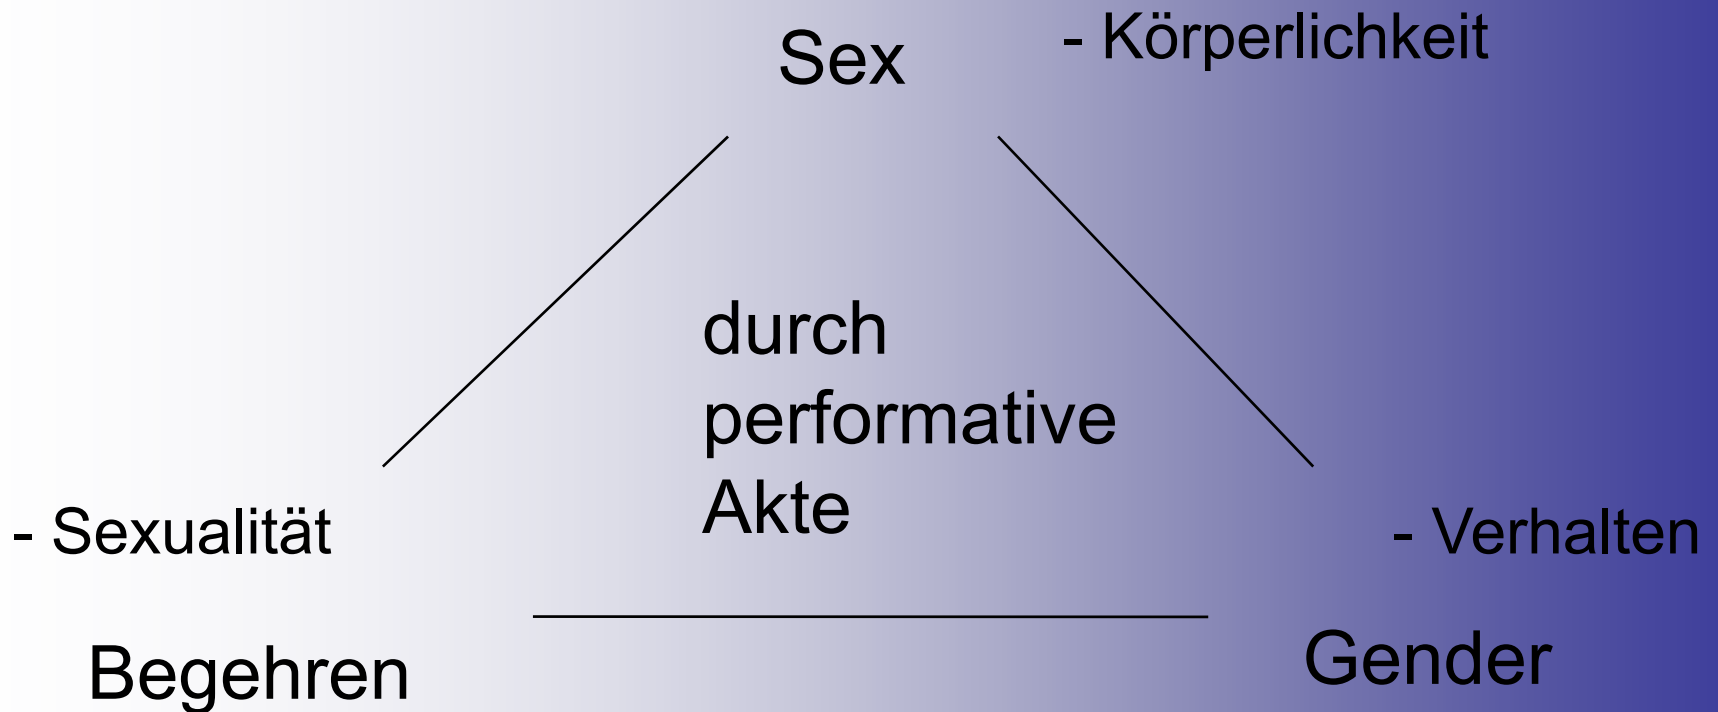 Sex
- Körperlichkeit
durch
performative
Akte
- Sexualität
- Verhalten
Begehren
Gender